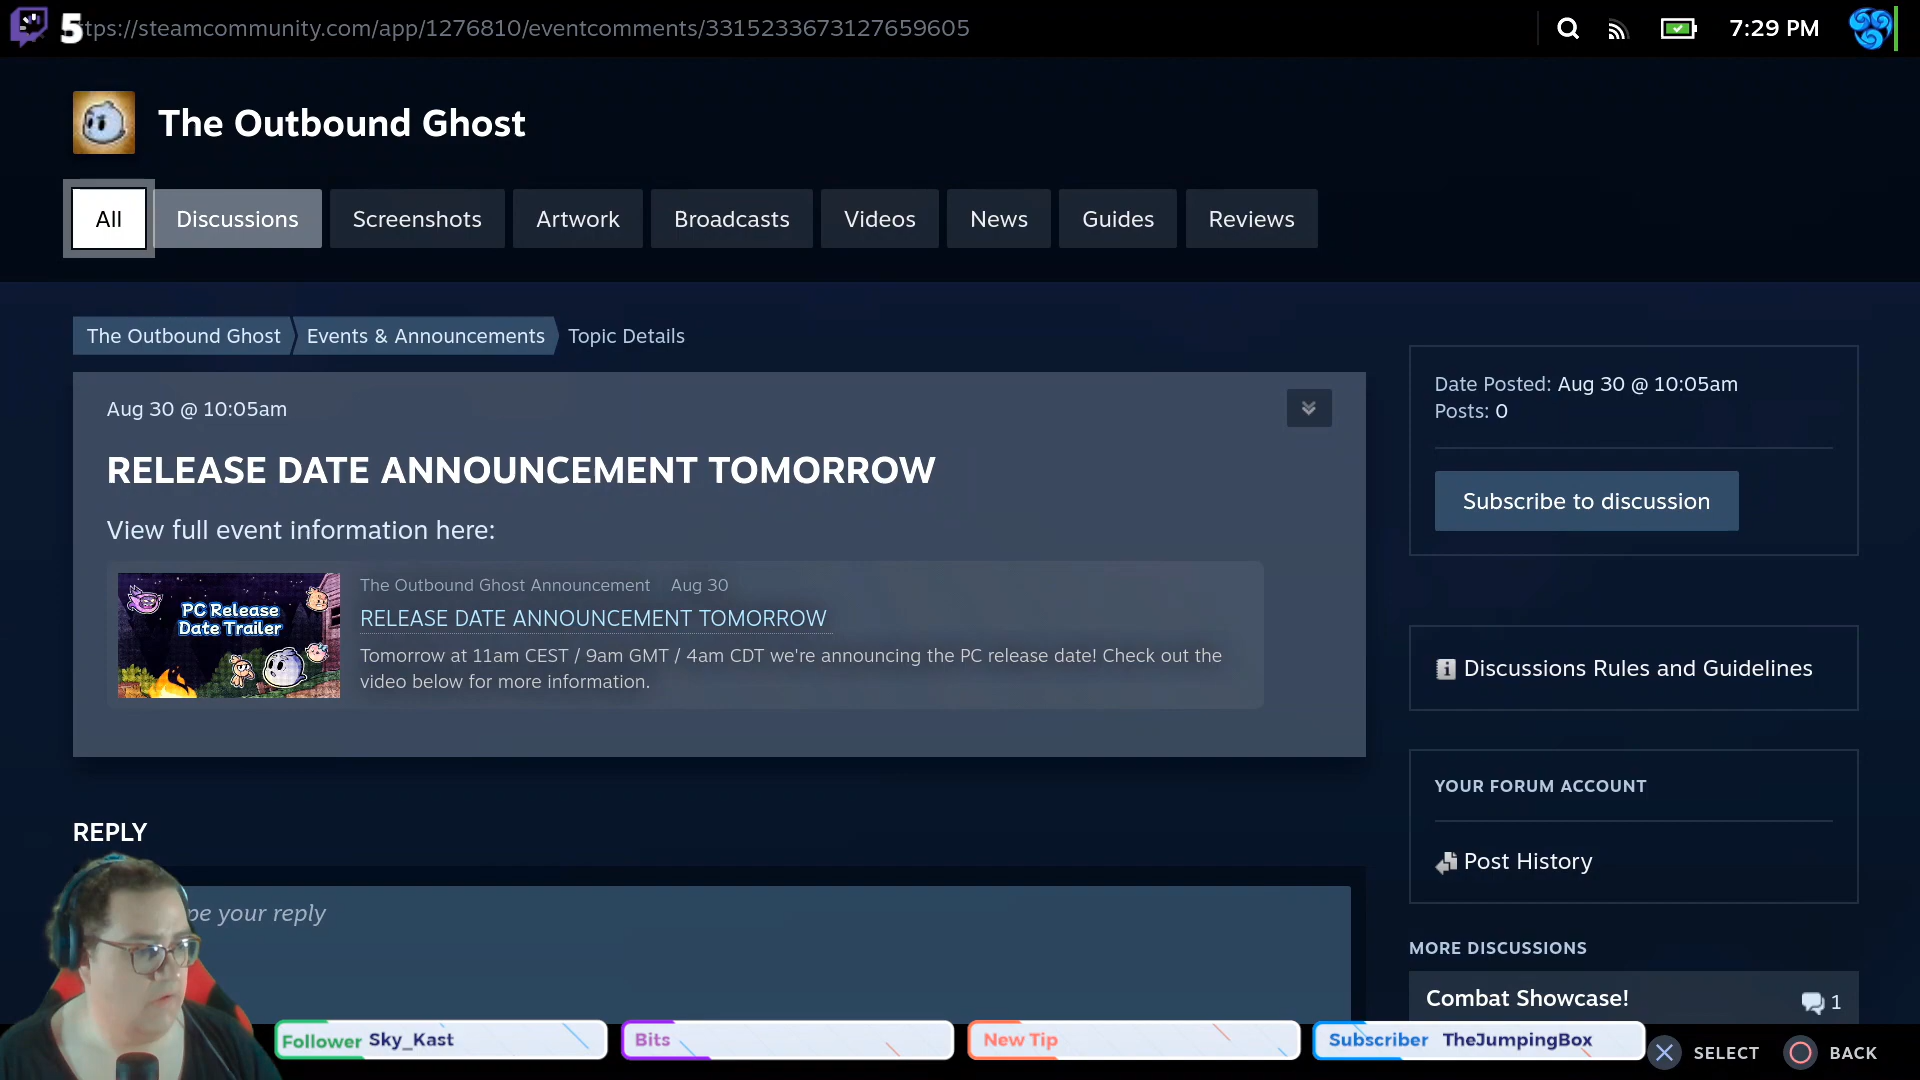 5
tps://steamcommunity.com/app/1276810/eventcomments/3315233673127659605
7:29 PM
The Outbound Ghost
All
Discussions
Screenshots
Artwork
Broadcasts
Videos
News
Guides
Reviews
The Outbound Ghost
Events & Announcements
Topic Details
Aug 30 @ 10:05am
RELEASE DATE ANNOUNCEMENT TOMORROW
View full event information here:
PC Release
Date Trailer
The Outbound Ghost Announcement Aug 30
RELEASE DATE ANNOUNCEMENT TOMORROW
Tomorrow at 11am CEST / 9am GMT / 4am CDT we're announcing the PC release date! Check out the
video below for more information.
Date Posted: Aug 30 @ 10:05am
Posts: 0
Subscribe to discussion
Discussions Rules and Guidelines
YOUR FORUM ACCOUNT
Post History
MORE DISCUSSIONS
Combat Showcase!
1
REPLY
pe your reply
Follower Sky_Kast
Bits
New Tip
Subscriber TheJumpingBox
SELECT
BACK